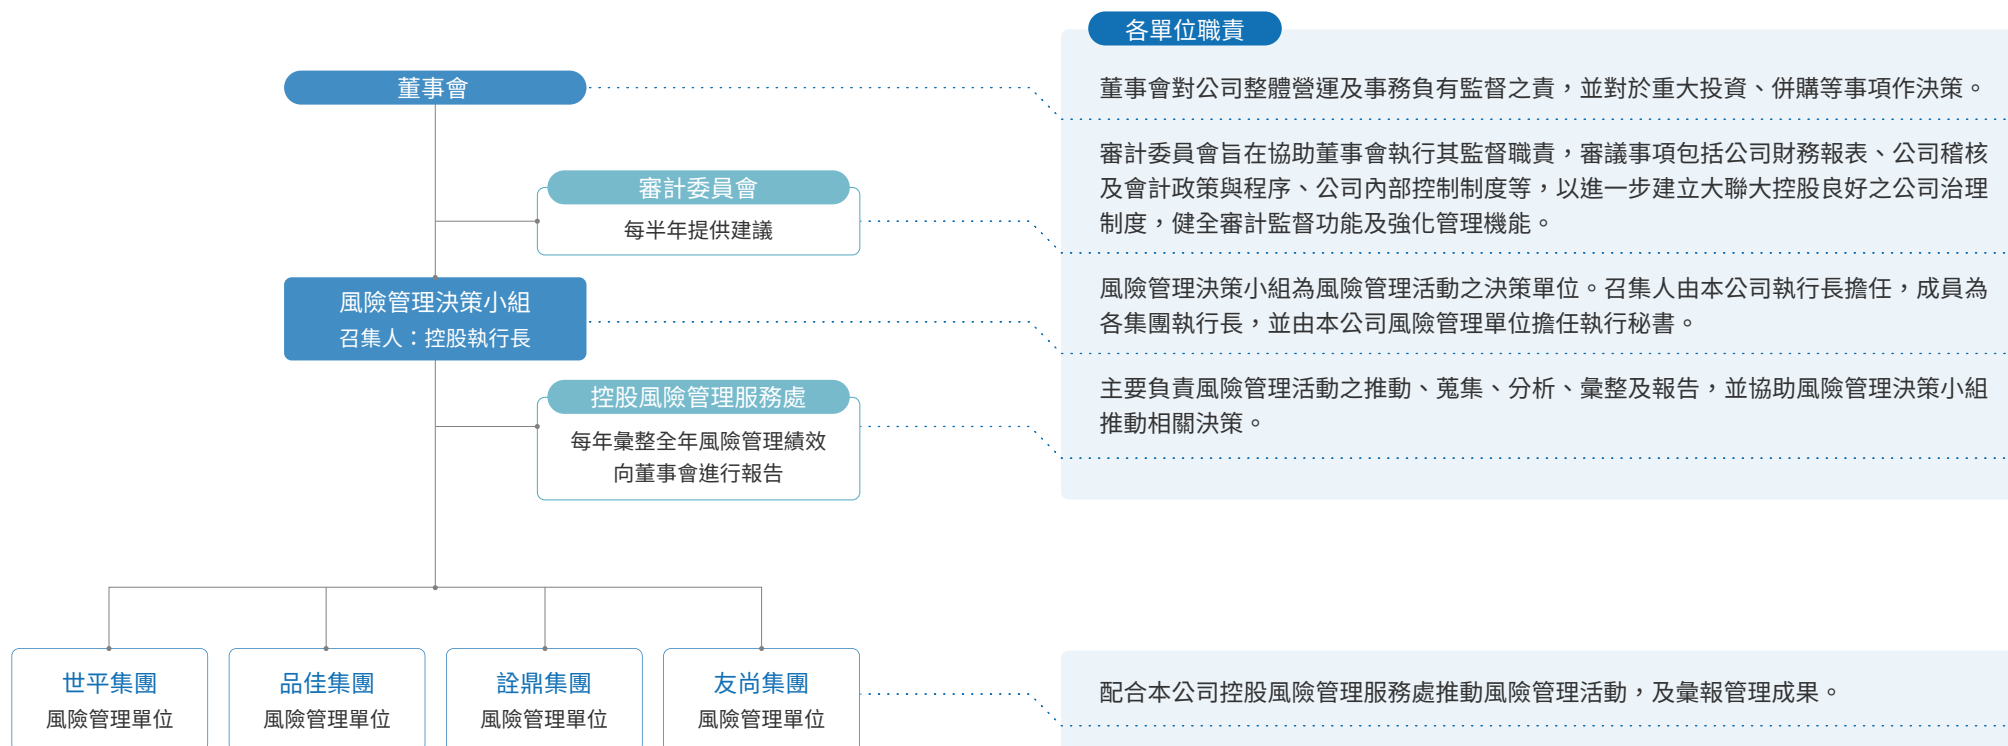 各單位職責
董事會
董事會對公司整體營運及事務負有監督之責，並對於重大投資、併購等事項作決策。
審計委員會
每半年提供建議
審計委員會旨在協助董事會執行其監督職責，審議事項包括公司財務報表、公司稽核
及會計政策與程序、公司內部控制制度等，以進一步建立大聯大控股良好之公司治理
制度，健全審計監督功能及強化管理機能。
風險管理決策小組
召集人：控股執行長
風險管理決策小組為風險管理活動之決策單位。召集人由本公司執行長擔任，成員為
各集團執行長，並由本公司風險管理單位擔任執行秘書。
控股風險管理服務處
每年彙整全年風險管理績效
向董事會進行報告
主要負責風險管理活動之推動、蒐集、分析、彙整及報告，並協助風險管理決策小組
推動相關決策。
世平集團
風險管理單位
品佳集團
風險管理單位
詮鼎集團
風險管理單位
友尚集團
風險管理單位
配合本公司控股風險管理服務處推動風險管理活動，及彙報管理成果。